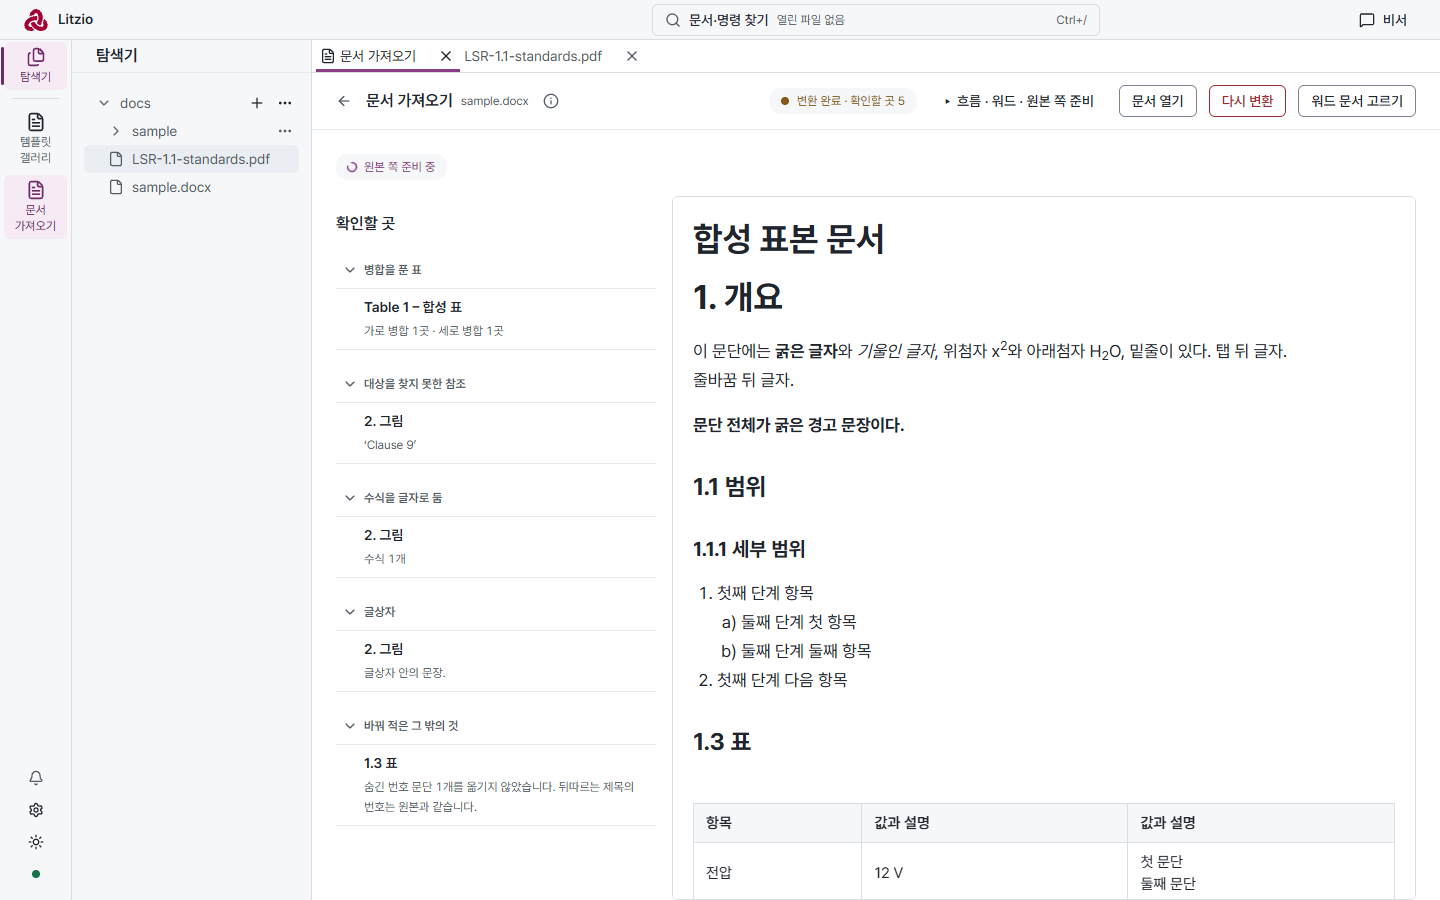 Litzio
문서·명령 찾기 열린 파일 없음 Ctrl+/
비서
탐색기
템플릿
갤러리
문서
가져오기
탐색기
docs
sample
LSR-1.1-standards.pdf
sample.docx
문서 가져오기
LSR-1.1-standards.pdf
문서 가져오기 sample.docx
변환 완료 · 확인할 곳 5
흐름 · 워드 · 원본 쪽 준비
문서 열기
다시 변환
워드 문서 고르기
원본 쪽 준비 중
확인할 곳
병합을 푼 표
Table 1 – 합성 표
가로 병합 1곳 · 세로 병합 1곳
대상을 찾지 못한 참조
2. 그림
‘Clause 9’
수식을 글자로 둠
2. 그림
수식 1개
글상자
2. 그림
글상자 안의 문장.
바꿔 적은 그 밖의 것
1.3 표
숨긴 번호 문단 1개를 옮기지 않았습니다. 뒤따르는 제목의
번호는 원본과 같습니다.
합성 표본 문서
1. 개요
이 문단에는 굵은 글자와 기울인 글자, 위첨자 x²와 아래첨자 H₂O, 밑줄이 있다. 탭 뒤 글자.
줄바꿈 뒤 글자.
문단 전체가 굵은 경고 문장이다.
1.1 범위
1.1.1 세부 범위
1. 첫째 단계 항목
a) 둘째 단계 첫 항목
b) 둘째 단계 둘째 항목
2. 첫째 단계 다음 항목
1.3 표
항목 값과 설명 값과 설명
전압 12 V 첫 문단
둘째 문단